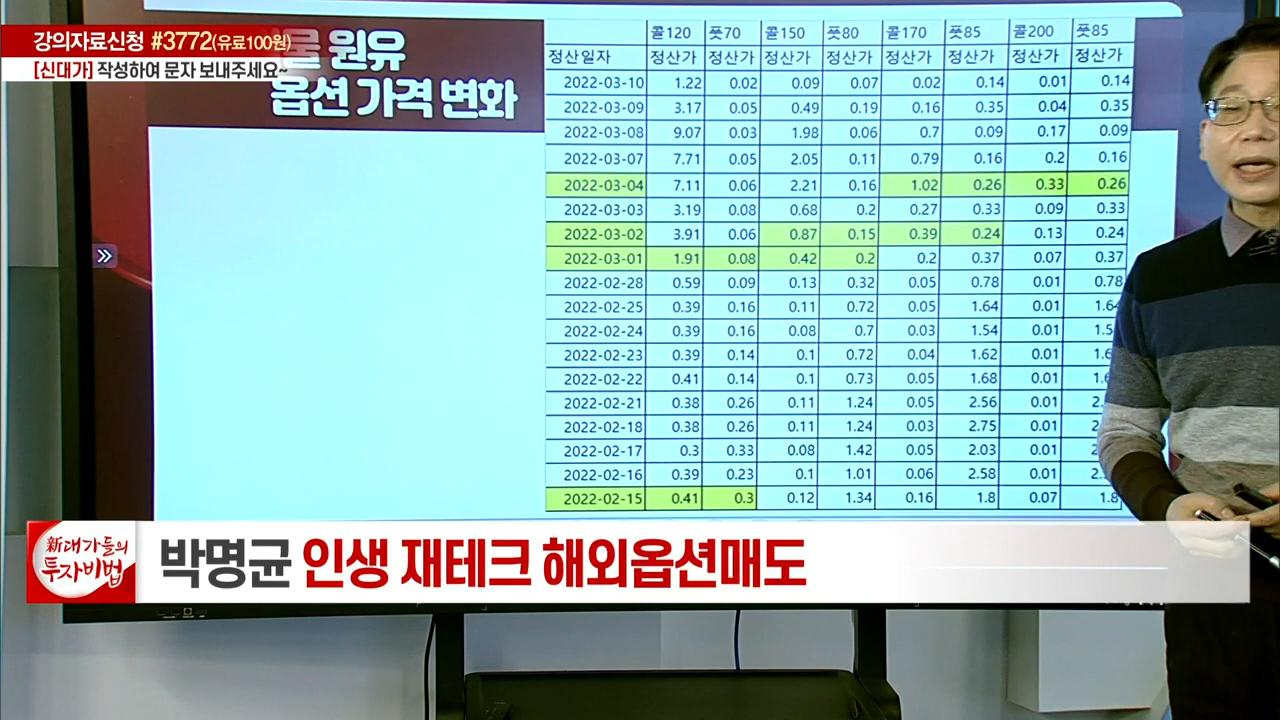 강의자료신청 #3772(유료100원)
[신대가] 작성하여 문자 보내주세요~
원유
옵션 가격 변화
콜120 풋70 콜150 풋80 콜170 풋85 콜200 풋85
정산일자 정산가 정산가 정산가 정산가 정산가 정산가 정산가 정산가
2022-03-10 1.22 0.02 0.09 0.07 0.02 0.14 0.01 0.14
2022-03-09 3.17 0.05 0.49 0.19 0.16 0.35 0.04 0.35
2022-03-08 9.07 0.03 1.98 0.06 0.7 0.09 0.17 0.09
2022-03-07 7.71 0.05 2.05 0.11 0.79 0.16 0.2 0.16
2022-03-04 7.11 0.06 2.21 0.16 1.02 0.26 0.33 0.26
2022-03-03 3.19 0.08 0.68 0.2 0.27 0.33 0.09 0.33
2022-03-02 3.91 0.06 0.87 0.15 0.39 0.24 0.13 0.24
2022-03-01 1.91 0.08 0.42 0.2 0.2 0.37 0.07 0.37
2022-02-28 0.59 0.09 0.13 0.32 0.05 0.78 0.01 0.78
2022-02-25 0.39 0.16 0.11 0.72 0.05 1.64 0.01
2022-02-24 0.39 0.16 0.08 0.7 0.03 1.54 0.01
2022-02-23 0.39 0.14 0.1 0.72 0.04 1.62 0.01
2022-02-22 0.41 0.14 0.1 0.73 0.05 1.68 0.01
2022-02-21 0.38 0.26 0.11 1.24 0.05 2.56 0.01
2022-02-18 0.38 0.26 0.11 1.24 0.03 2.75 0.01
2022-02-17 0.3 0.33 0.08 1.42 0.05 2.03 0.01
2022-02-16 0.39 0.23 0.1 1.01 0.06 2.58 0.01
2022-02-15 0.41 0.3 0.12 1.34 0.16 1.8 0.07 1.8
新대가들의
투자비법
박명균 인생 재테크 해외옵션매도